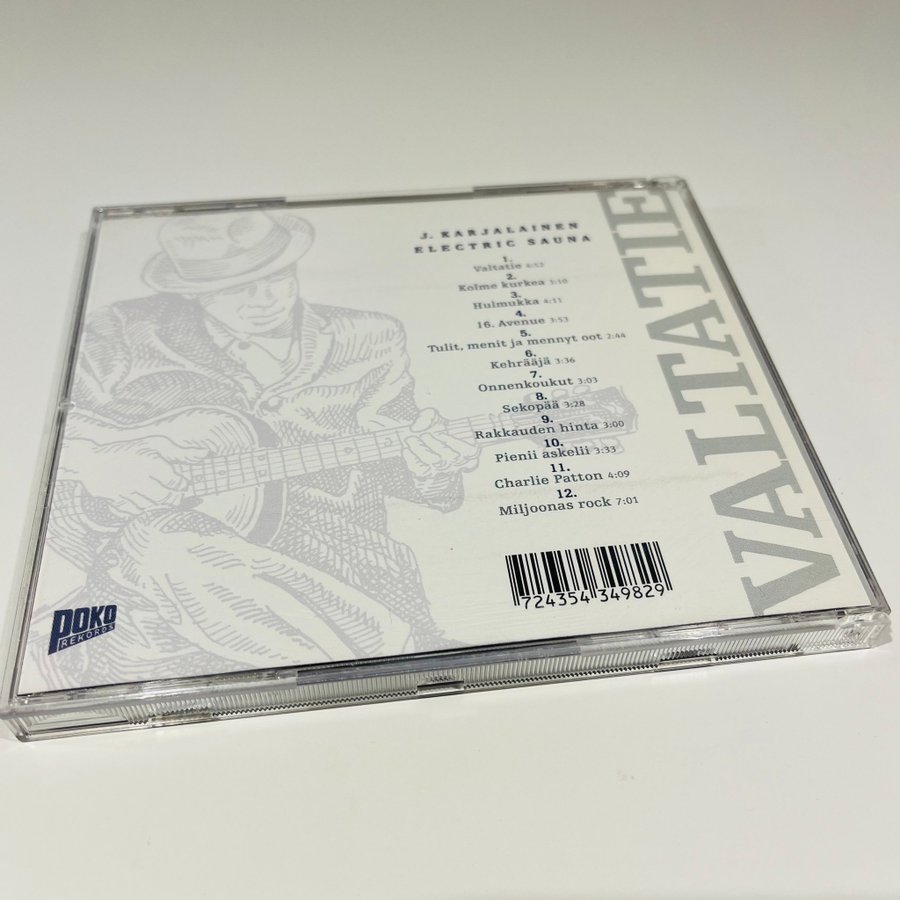 J. KARJALAINEN
ELECTRIC SAUNA
1.
Valtatie 4:52
2.
Kolme kurkea 3:10
3.
Hulmukka 4:11
4.
16. Avenue 3:53
5.
Tulit, menit ja mennyt oot 2:44
6.
Kehrääjä 3:36
7.
Onnenkoukut 3:03
8.
Sekopää 3:28
9.
Rakkauden hinta 3:00
10.
Pienii askelii 3:33
11.
Charlie Patton 4:09
12.
Miljoonas rock 7:01
VALTATIE
724354 349829
POKO
REKORDS